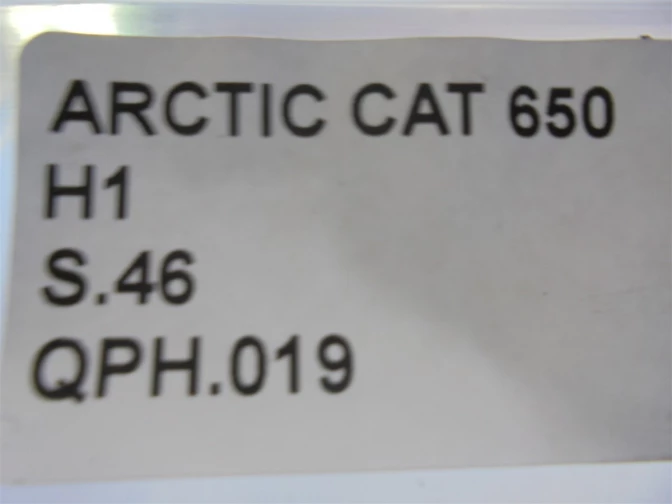 ARCTIC CAT 650
H1
S.46
QPH.019